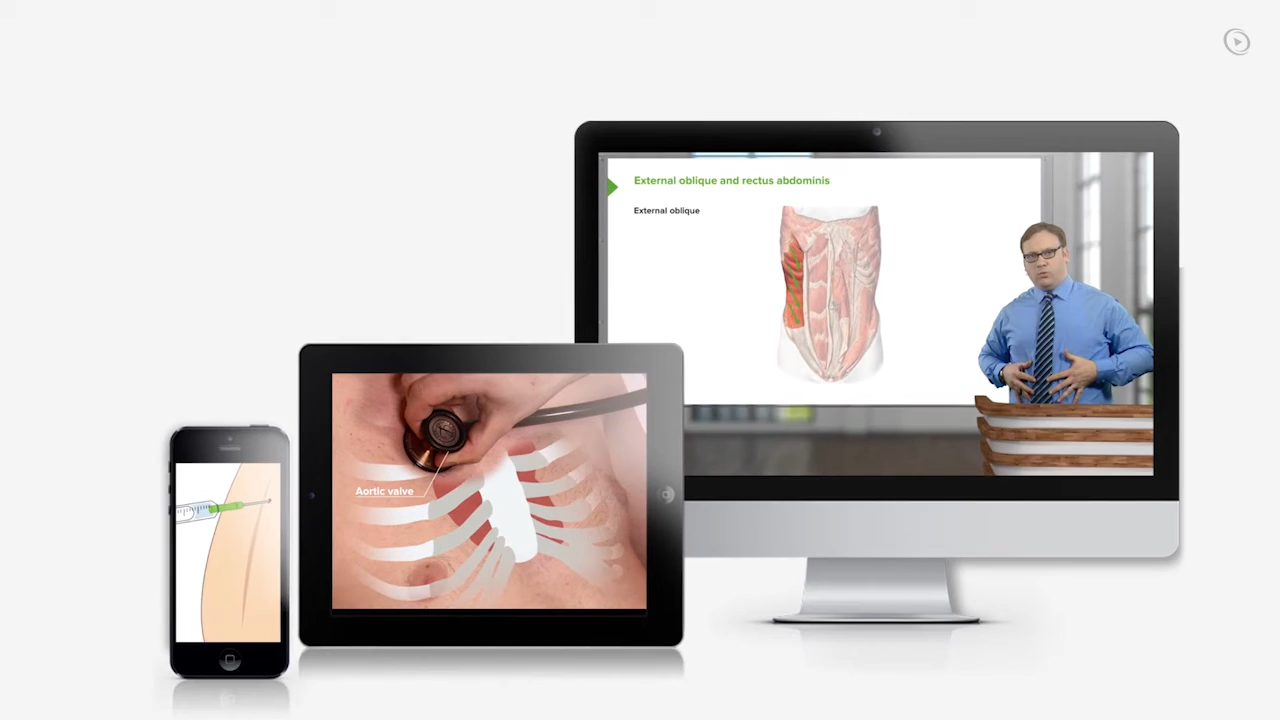 External oblique and rectus abdominis
External oblique
Aortic valve